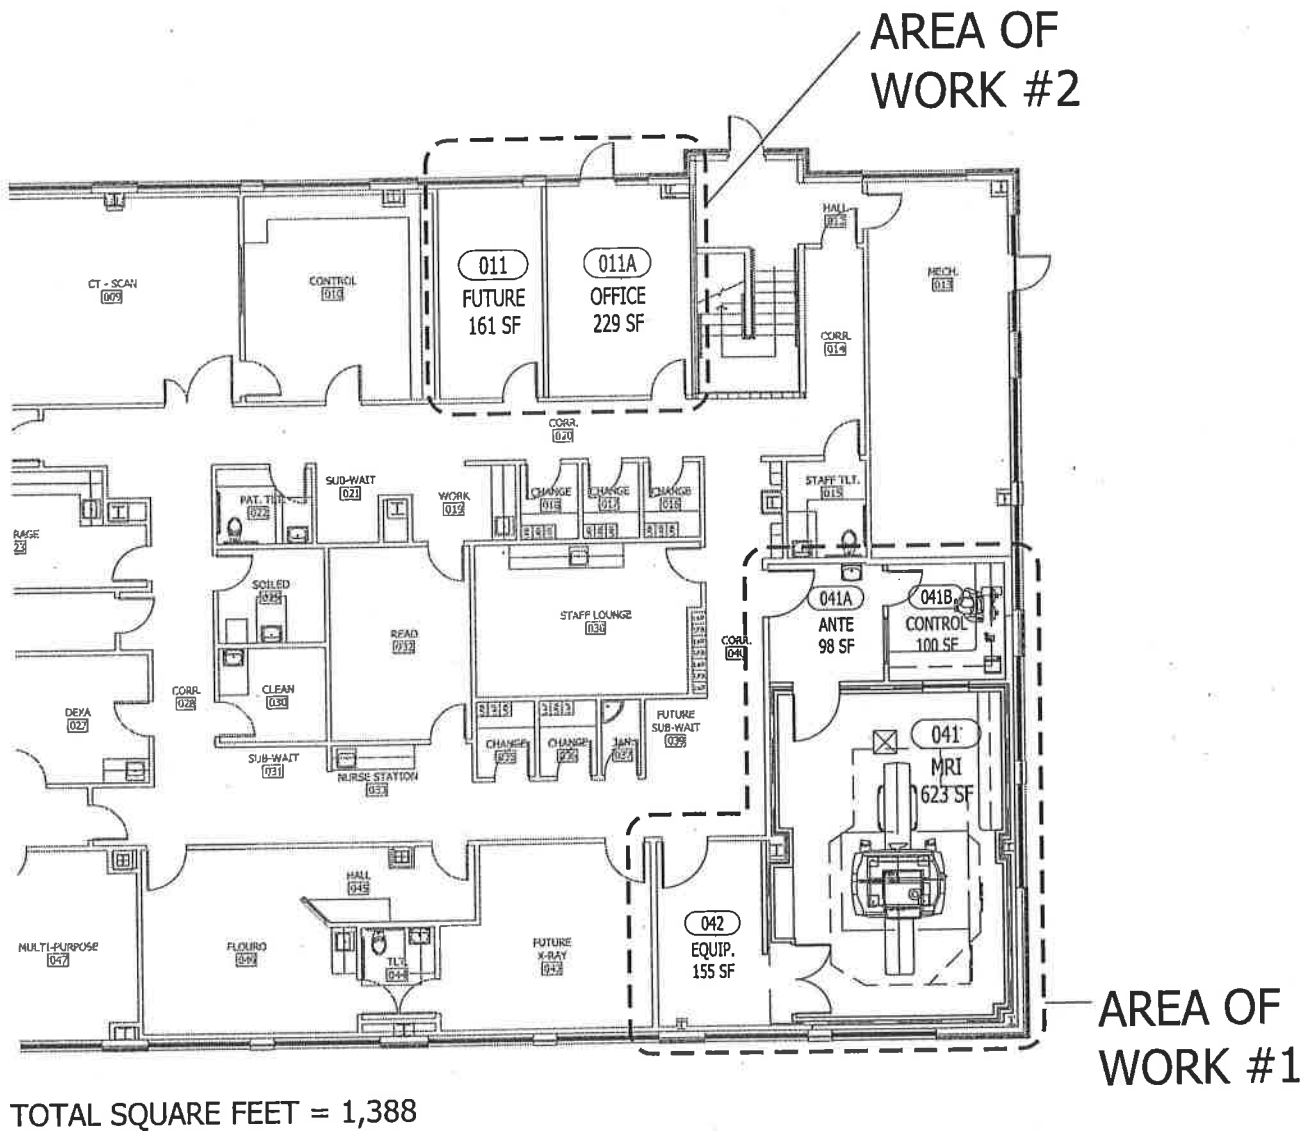 AREA OF
WORK #2
HALL
012
011
FUTURE
161 SF
011A
OFFICE
229 SF
CT - SCAN
009
CONTROL
010
MECH.
013
CORR.
014
CORR.
020
SUB-WAIT
021
PAT. TLT.
022
WORK
019
CHANGE
018
CHANGE
017
CHANGE
016
STAFF TLT.
015
RAGE
23
SOILED
READ
032
STAFF LOUNGE
CORR.
041A
ANTE
98 SF
041B
CONTROL
100 SF
CORR.
028
CLEAN
030
DEXA
027
SUB-WAIT
031
NURSE STATION
033
CHANGE
CHANGE
JAN.
037
FUTURE
SUB-WAIT
039
041
MRI
623 SF
HALL
045
MULTI-PURPOSE
047
FLOURO
046
TLT.
044
FUTURE
X-RAY
043
042
EQUIP.
155 SF
AREA OF
WORK #1
TOTAL SQUARE FEET = 1,388